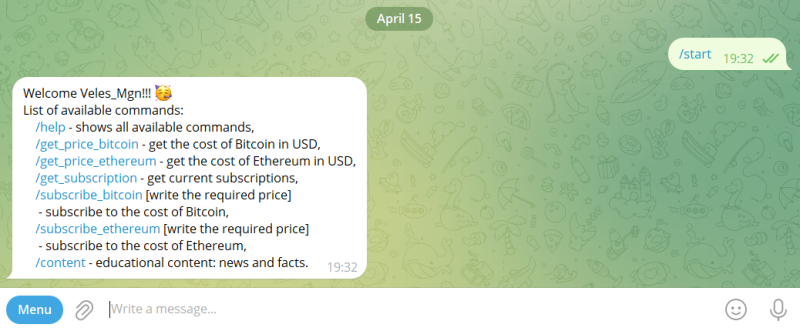 April 15
/start 19:32
Welcome Veles_Mgn!!! 🥳
List of available commands:
/help - shows all available commands,
/get_price_bitcoin - get the cost of Bitcoin in USD,
/get_price_ethereum - get the cost of Ethereum in USD,
/get_subscription - get current subscriptions,
/subscribe_bitcoin [write the required price]
- subscribe to the cost of Bitcoin,
/subscribe_ethereum [write the required price]
- subscribe to the cost of Ethereum,
/content - educational content: news and facts. 19:32
Menu Write a message...